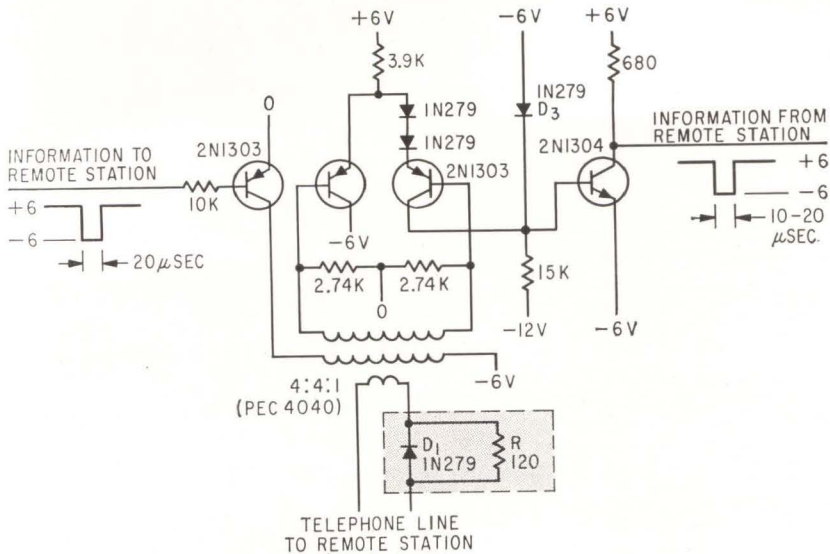 +6V
-6V
+6V
3.9K
680
1N279
1N279
D3
1N279
0
2N1303
2N1303
2N1304
INFORMATION TO
REMOTE STATION
INFORMATION FROM
REMOTE STATION
10K
+6
-6
20μSEC
-6V
+6
-6
10-20
μSEC.
2.74K
2.74K
0
15K
-12V
-6V
-6V
4:4:1
(PEC 4040)
D1
1N279
R
120
TELEPHONE LINE
TO REMOTE STATION